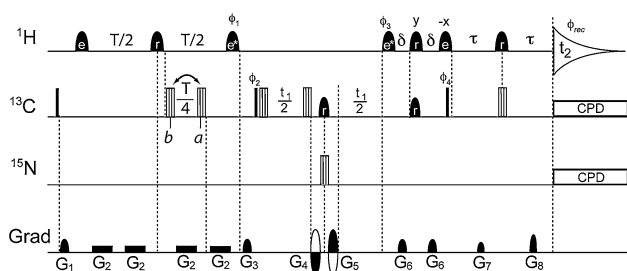 ϕ1 ϕ3 y -x ϕrec
1H e T/2 r T/2 e* e* δ r δ e τ r τ t2
13C ϕ2 T/4 t1/2 r t1/2 r ϕ4 CPD
b a
15N CPD
Grad
G1 G2 G2 G2 G2 G3 G4 G5 G6 G6 G7 G8